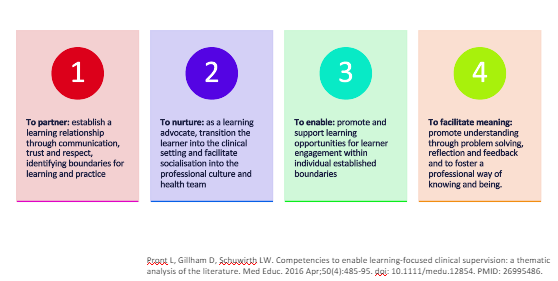 1
To partner: establish a
learning relationship
through communication,
trust and respect,
identifying boundaries for
learning and practice
2
To nurture: as a learning
advocate, transition the
learner into the clinical
setting and facilitate
socialisation into the
professional culture and
health team
3
To enable: promote and
support learning
opportunities for learner
engagement within
individual established
boundaries
4
To facilitate meaning:
promote understanding
through problem solving,
reflection and feedback
and to foster a
professional way of
knowing and being.
Pront L, Gillham D, Schuwirth LW. Competencies to enable learning-focused clinical supervision: a thematic
analysis of the literature. Med Educ. 2016 Apr;50(4):485-95. doi: 10.1111/medu.12854. PMID: 26995486.